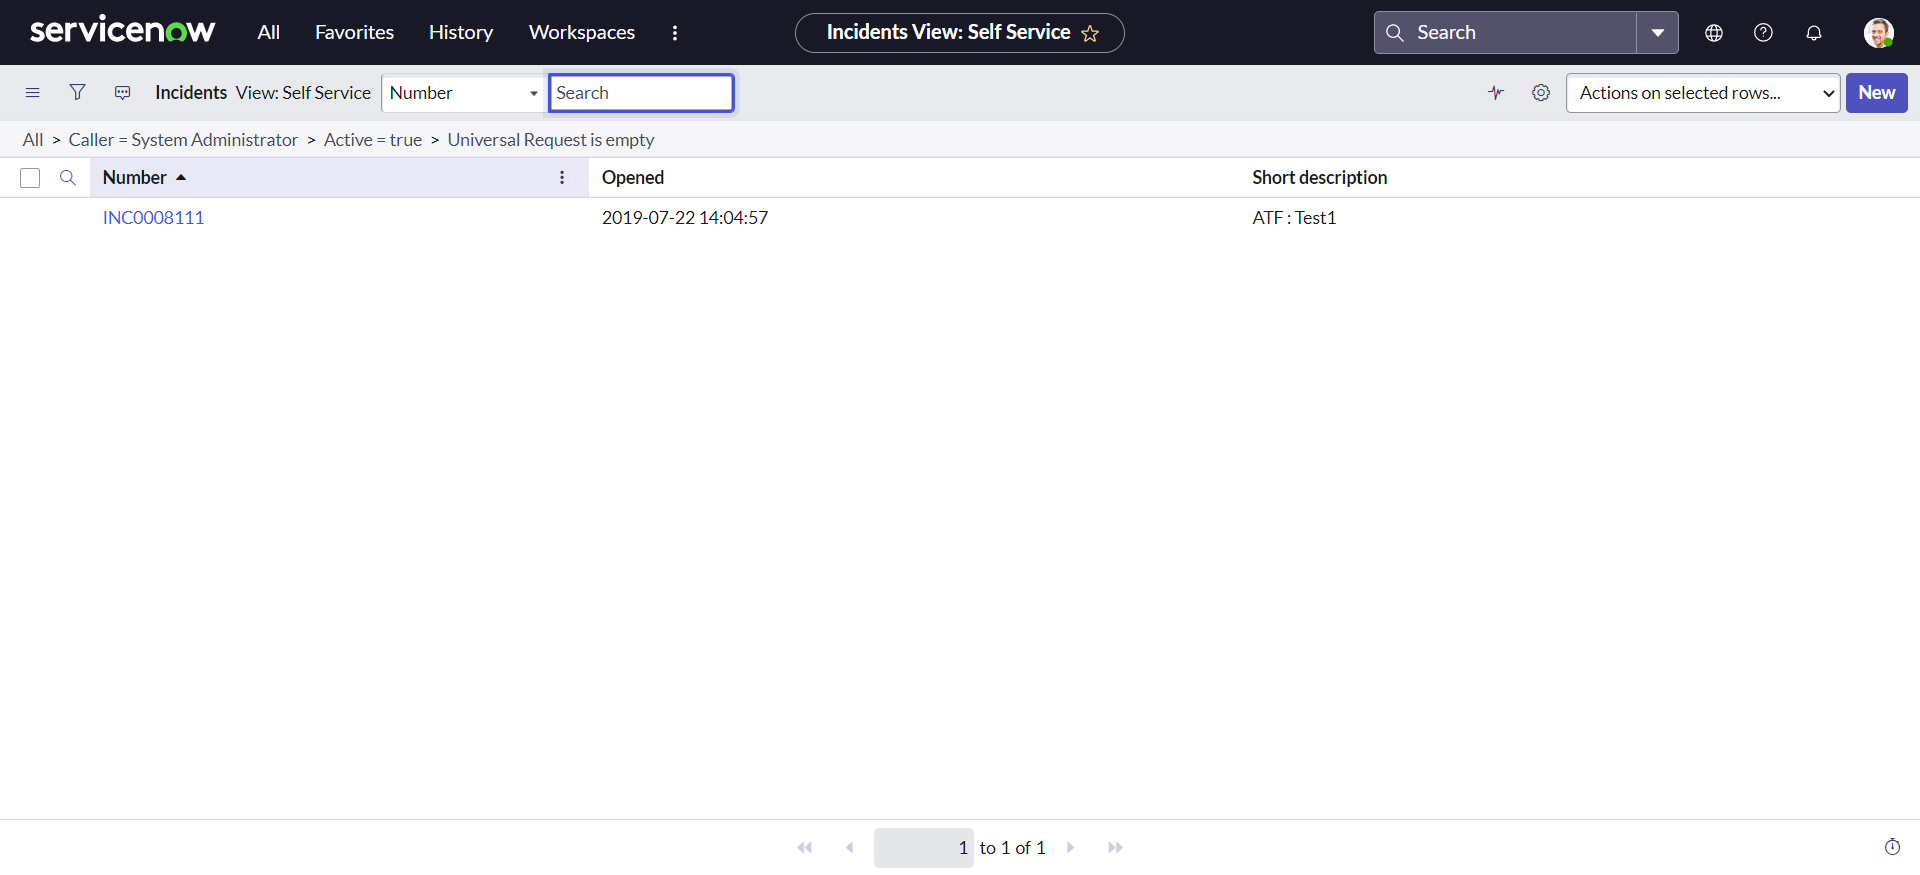 servicenow All Favorites History Workspaces Incidents View: Self Service Search
Incidents View: Self Service Number Search Actions on selected rows... New
All > Caller = System Administrator > Active = true > Universal Request is empty
Number Opened Short description
INC0008111 2019-07-22 14:04:57 ATF : Test1
1 to 1 of 1